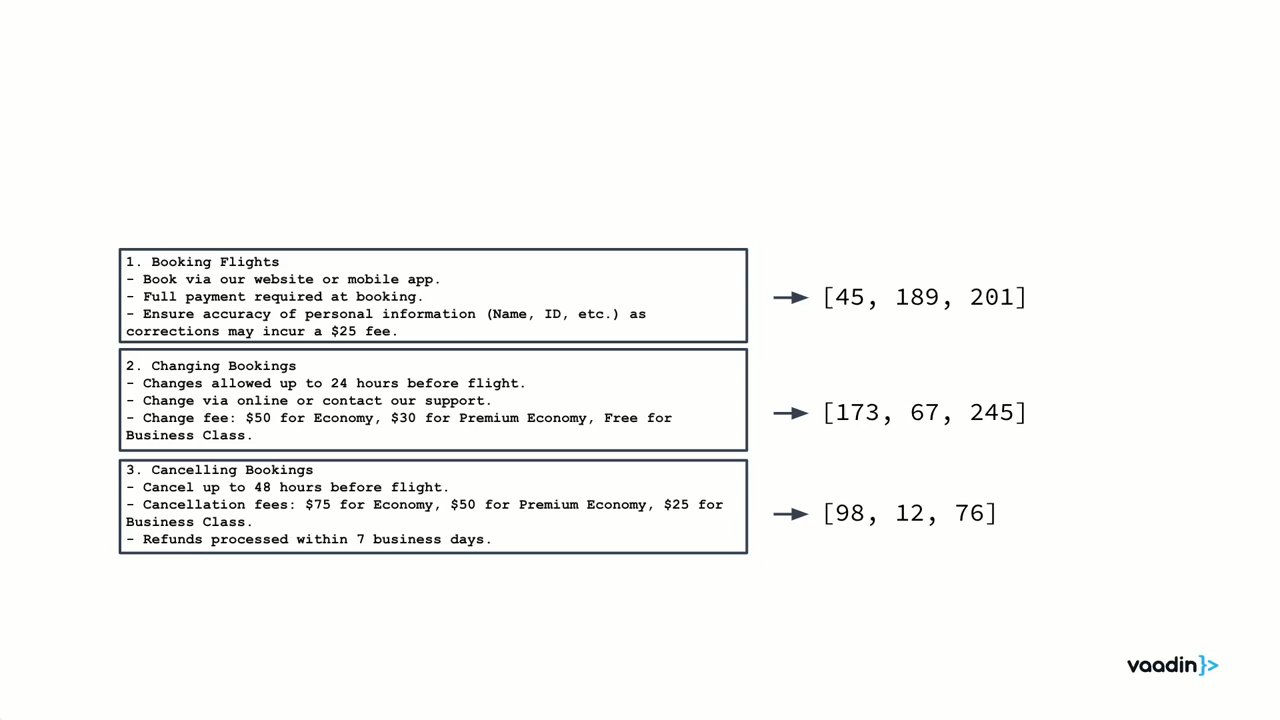 1. Booking Flights
- Book via our website or mobile app.
- Full payment required at booking.
- Ensure accuracy of personal information (Name, ID, etc.) as
corrections may incur a $25 fee.
[45, 189, 201]
2. Changing Bookings
- Changes allowed up to 24 hours before flight.
- Change via online or contact our support.
- Change fee: $50 for Economy, $30 for Premium Economy, Free for
Business Class.
[173, 67, 245]
3. Cancelling Bookings
- Cancel up to 48 hours before flight.
- Cancellation fees: $75 for Economy, $50 for Premium Economy, $25 for
Business Class.
- Refunds processed within 7 business days.
[98, 12, 76]
vaadin}>